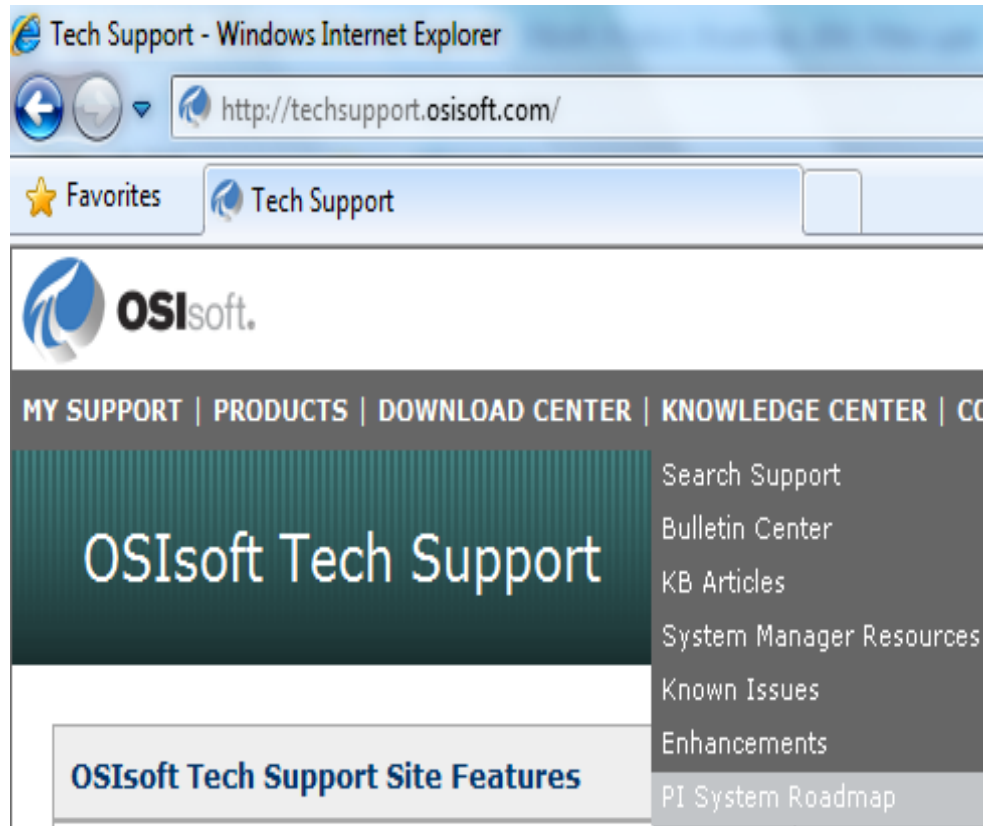 Tech Support - Windows Internet Explorer
http://techsupport.osisoft.com/
Favorites
Tech Support
OSIsoft.
MY SUPPORT | PRODUCTS | DOWNLOAD CENTER | KNOWLEDGE CENTER | CO
Search Support
Bulletin Center
OSIsoft Tech Support
KB Articles
System Manager Resources
Known Issues
Enhancements
OSIsoft Tech Support Site Features
PI System Roadmap